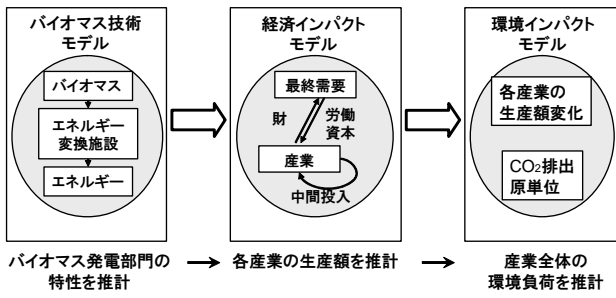 バイオマス技術
モデル
バイオマス
エネルギー
変換施設
エネルギー
経済インパクト
モデル
最終需要
財
労働
資本
産業
中間投入
環境インパクト
モデル
各産業の
生産額変化
CO₂排出
原単位
バイオマス発電部門の
特性を推計
各産業の生産額を推計
産業全体の
環境負荷を推計